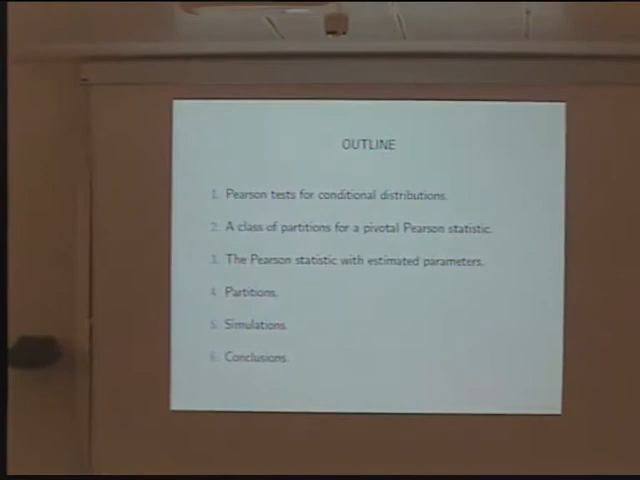 OUTLINE
1. Pearson tests for conditional distributions.
2. A class of partitions for a pivotal Pearson statistic.
3. The Pearson statistic with estimated parameters.
4. Partitions.
5. Simulations.
6. Conclusions.